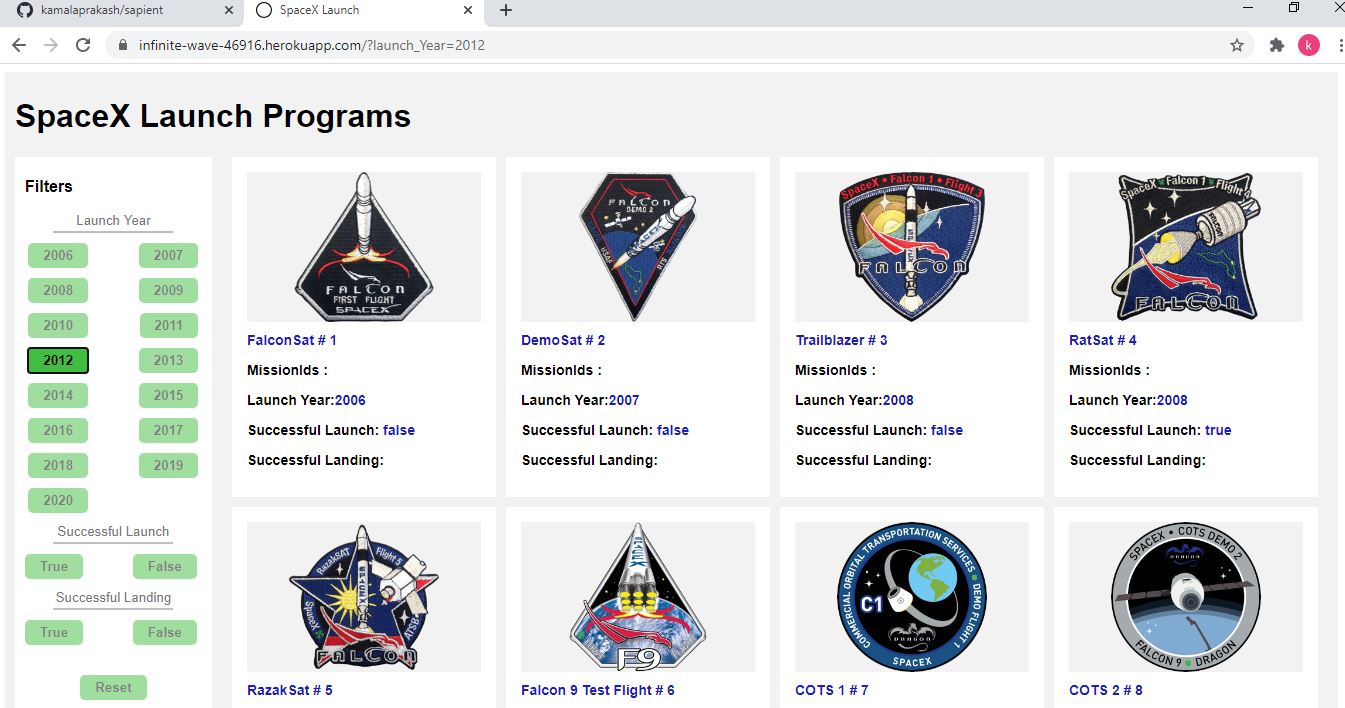 kamalaprakash/sapient
SpaceX Launch
infinite-wave-46916.herokuapp.com/?launch_Year=2012
k
SpaceX Launch Programs
Filters
Launch Year
2006 2007
2008 2009
2010 2011
2012 2013
2014 2015
2016 2017
2018 2019
2020
Successful Launch
True False
Successful Landing
True False
Reset
FALCON
FIRST FLIGHT
SPACEX
FalconSat # 1
MissionIds :
Launch Year:2006
Successful Launch: false
Successful Landing:
FALCON
DEMO 2
SPACEX
USAF
DemoSat # 2
MissionIds :
Launch Year:2007
Successful Launch: false
Successful Landing:
SpaceX • Falcon 1 • Flight 3
FALCON
Trailblazer # 3
MissionIds :
Launch Year:2008
Successful Launch: false
Successful Landing:
SpaceX Falcon 1 Flight 4
FALCON
FALCON
RatSat # 4
MissionIds :
Launch Year:2008
Successful Launch: true
Successful Landing:
RazakSAT
Flight 5
SpaceX
ATSB
FALCON
RazakSat # 5
F9
Falcon 9 Test Flight # 6
COMMERCIAL ORBITAL TRANSPORTATION SERVICES
DEMO FLIGHT 1
C1
DRAGON
SPACEX
COTS 1 # 7
SPACEX • COTS DEMO 2
DRAGON
FALCON 9 DRAGON
COTS 2 # 8